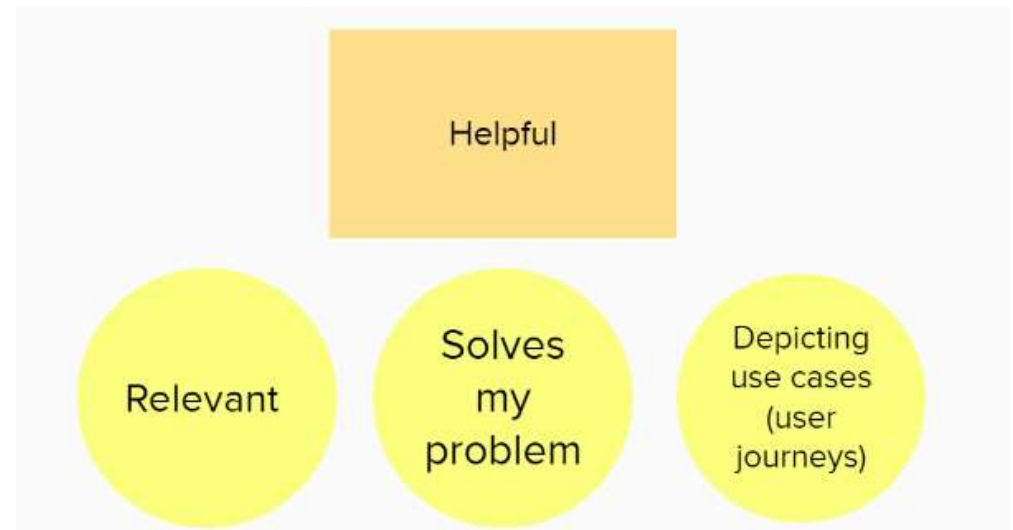 Helpful
Relevant
Solves
my
problem
Depicting
use cases
(user
journeys)